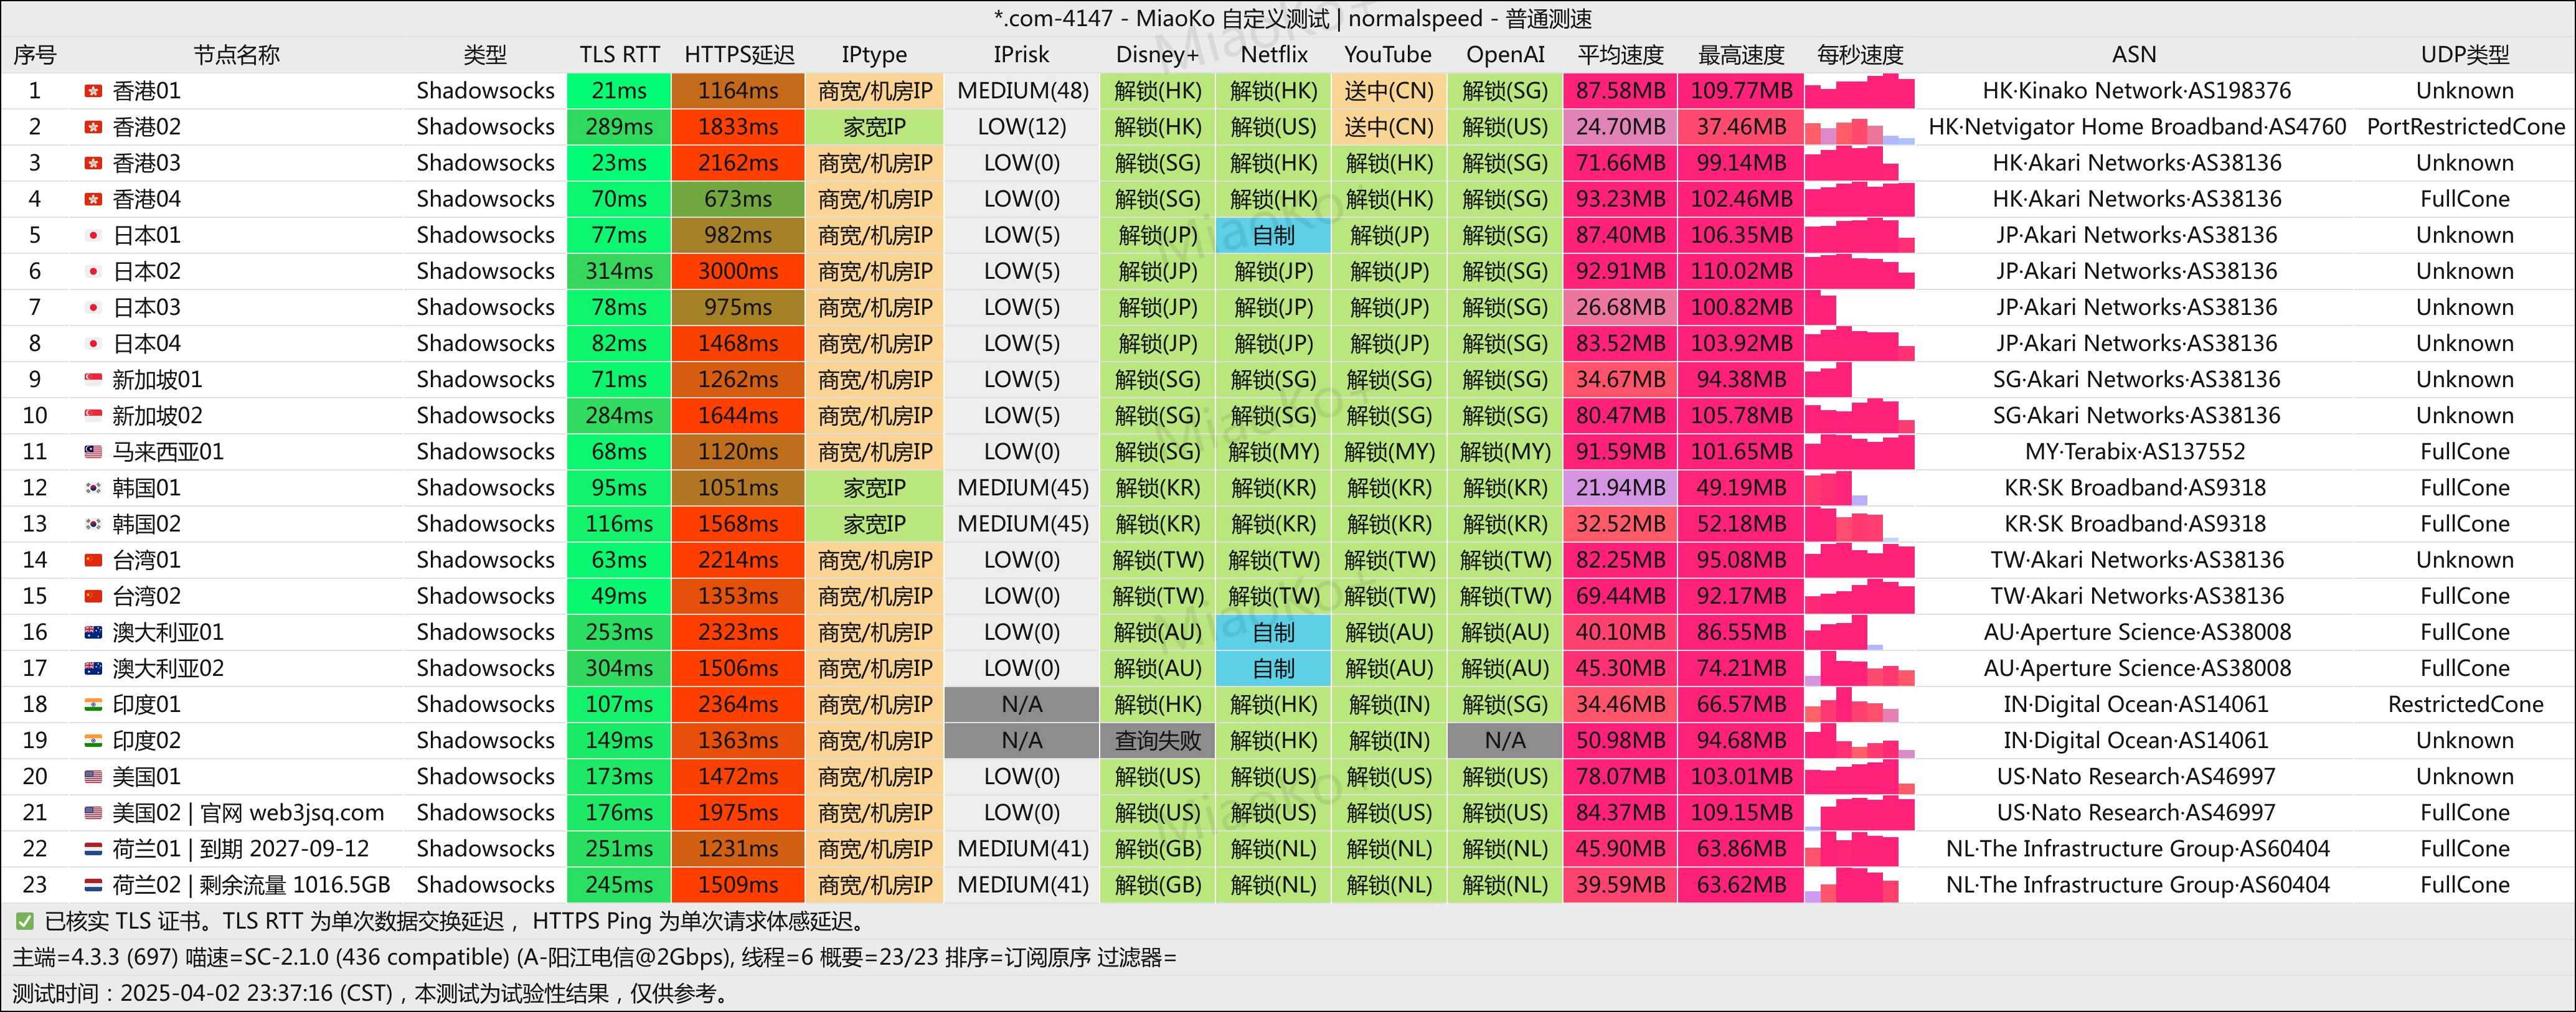 *.com-4147 - MiaoKo 自定义测试 | normalspeed - 普通测速
序号 节点名称 类型 TLS RTT HTTPS延迟 IPtype IPrisk Disney+ Netflix YouTube OpenAI 平均速度 最高速度 每秒速度 ASN UDP类型
1 香港01 Shadowsocks 21ms 1164ms 商宽/机房IP MEDIUM(48) 解锁(HK) 解锁(HK) 送中(CN) 解锁(SG) 87.58MB 109.77MB HK·Kinako Network·AS198376 Unknown
2 香港02 Shadowsocks 289ms 1833ms 家宽IP LOW(12) 解锁(HK) 解锁(US) 送中(CN) 解锁(US) 24.70MB 37.46MB HK·Netvigator Home Broadband·AS4760 PortRestrictedCone
3 香港03 Shadowsocks 23ms 2162ms 商宽/机房IP LOW(0) 解锁(SG) 解锁(HK) 解锁(HK) 解锁(SG) 71.66MB 99.14MB HK·Akari Networks·AS38136 Unknown
4 香港04 Shadowsocks 70ms 673ms 商宽/机房IP LOW(0) 解锁(SG) 解锁(HK) 解锁(HK) 解锁(SG) 93.23MB 102.46MB HK·Akari Networks·AS38136 FullCone
5 日本01 Shadowsocks 77ms 982ms 商宽/机房IP LOW(5) 解锁(JP) 自制 解锁(JP) 解锁(SG) 87.40MB 106.35MB JP·Akari Networks·AS38136 Unknown
6 日本02 Shadowsocks 314ms 3000ms 商宽/机房IP LOW(5) 解锁(JP) 解锁(JP) 解锁(JP) 解锁(SG) 92.91MB 110.02MB JP·Akari Networks·AS38136 Unknown
7 日本03 Shadowsocks 78ms 975ms 商宽/机房IP LOW(5) 解锁(JP) 解锁(JP) 解锁(JP) 解锁(SG) 26.68MB 100.82MB JP·Akari Networks·AS38136 Unknown
8 日本04 Shadowsocks 82ms 1468ms 商宽/机房IP LOW(5) 解锁(JP) 解锁(JP) 解锁(JP) 解锁(SG) 83.52MB 103.92MB JP·Akari Networks·AS38136 Unknown
9 新加坡01 Shadowsocks 71ms 1262ms 商宽/机房IP LOW(5) 解锁(SG) 解锁(SG) 解锁(SG) 解锁(SG) 34.67MB 94.38MB SG·Akari Networks·AS38136 Unknown
10 新加坡02 Shadowsocks 284ms 1644ms 商宽/机房IP LOW(5) 解锁(SG) 解锁(SG) 解锁(SG) 解锁(SG) 80.47MB 105.78MB SG·Akari Networks·AS38136 Unknown
11 马来西亚01 Shadowsocks 68ms 1120ms 商宽/机房IP LOW(0) 解锁(SG) 解锁(MY) 解锁(MY) 解锁(MY) 91.59MB 101.65MB MY·Terabix·AS137552 FullCone
12 韩国01 Shadowsocks 95ms 1051ms 家宽IP MEDIUM(45) 解锁(KR) 解锁(KR) 解锁(KR) 解锁(KR) 21.94MB 49.19MB KR·SK Broadband·AS9318 FullCone
13 韩国02 Shadowsocks 116ms 1568ms 家宽IP MEDIUM(45) 解锁(KR) 解锁(KR) 解锁(KR) 解锁(KR) 32.52MB 52.18MB KR·SK Broadband·AS9318 FullCone
14 台湾01 Shadowsocks 63ms 2214ms 商宽/机房IP LOW(0) 解锁(TW) 解锁(TW) 解锁(TW) 解锁(TW) 82.25MB 95.08MB TW·Akari Networks·AS38136 Unknown
15 台湾02 Shadowsocks 49ms 1353ms 商宽/机房IP LOW(0) 解锁(TW) 解锁(TW) 解锁(TW) 解锁(TW) 69.44MB 92.17MB TW·Akari Networks·AS38136 FullCone
16 澳大利亚01 Shadowsocks 253ms 2323ms 商宽/机房IP LOW(0) 解锁(AU) 自制 解锁(AU) 解锁(AU) 40.10MB 86.55MB AU·Aperture Science·AS38008 FullCone
17 澳大利亚02 Shadowsocks 304ms 1506ms 商宽/机房IP LOW(0) 解锁(AU) 自制 解锁(AU) 解锁(AU) 45.30MB 74.21MB AU·Aperture Science·AS38008 FullCone
18 印度01 Shadowsocks 107ms 2364ms 商宽/机房IP N/A 解锁(HK) 解锁(HK) 解锁(IN) 解锁(SG) 34.46MB 66.57MB IN·Digital Ocean·AS14061 RestrictedCone
19 印度02 Shadowsocks 149ms 1363ms 商宽/机房IP N/A 查询失败 解锁(HK) 解锁(IN) N/A 50.98MB 94.68MB IN·Digital Ocean·AS14061 Unknown
20 美国01 Shadowsocks 173ms 1472ms 商宽/机房IP LOW(0) 解锁(US) 解锁(US) 解锁(US) 解锁(US) 78.07MB 103.01MB US·Nato Research·AS46997 Unknown
21 美国02 | 官网 web3jsq.com Shadowsocks 176ms 1975ms 商宽/机房IP LOW(0) 解锁(US) 解锁(US) 解锁(US) 解锁(US) 84.37MB 109.15MB US·Nato Research·AS46997 FullCone
22 荷兰01 | 到期 2027-09-12 Shadowsocks 251ms 1231ms 商宽/机房IP MEDIUM(41) 解锁(GB) 解锁(NL) 解锁(NL) 解锁(NL) 45.90MB 63.86MB NL·The Infrastructure Group·AS60404 FullCone
23 荷兰02 | 剩余流量 1016.5GB Shadowsocks 245ms 1509ms 商宽/机房IP MEDIUM(41) 解锁(GB) 解锁(NL) 解锁(NL) 解锁(NL) 39.59MB 63.62MB NL·The Infrastructure Group·AS60404 FullCone
✅ 已核实 TLS 证书。TLS RTT 为单次数据交换延迟，HTTPS Ping 为单次请求体感延迟。
主端=4.3.3 (697) 喵速=SC-2.1.0 (436 compatible) (A-阳江电信@2Gbps), 线程=6 概要=23/23 排序=订阅原序 过滤器=
测试时间：2025-04-02 23:37:16 (CST)，本测试为试验性结果，仅供参考。
MiaoKo+
MiaoKo+
MiaoKo+
MiaoKo+
MiaoKo+